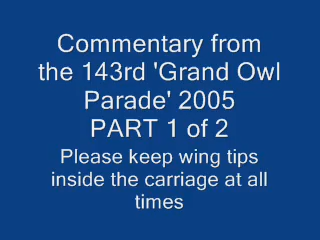 Commentary from
the 143rd 'Grand Owl
Parade' 2005
PART 1 of 2
Please keep wing tips
inside the carriage at all
times